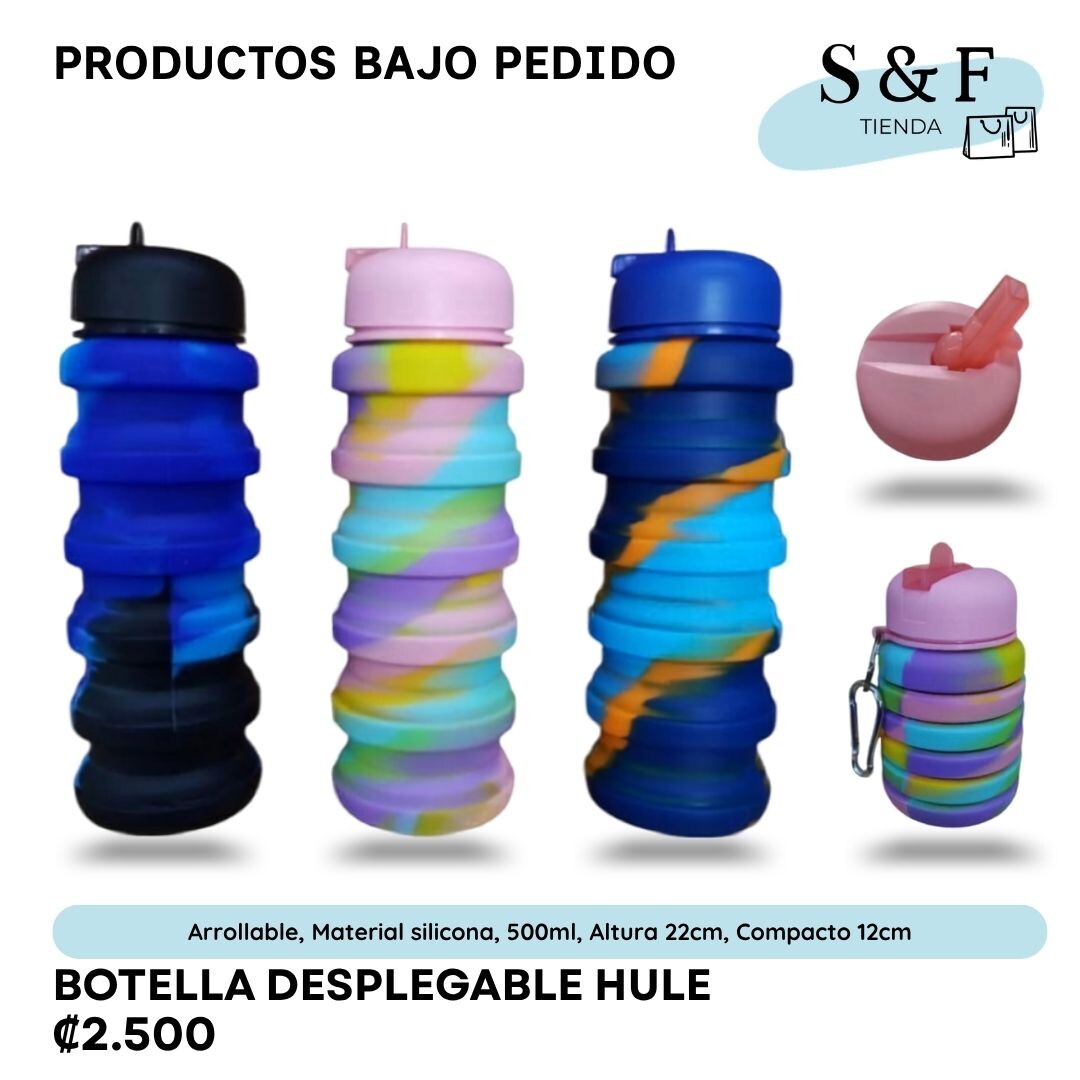 PRODUCTOS BAJO PEDIDO
S & F
TIENDA
Arrollable, Material silicona, 500ml, Altura 22cm, Compacto 12cm
BOTELLA DESPLEGABLE HULE
₡2.500